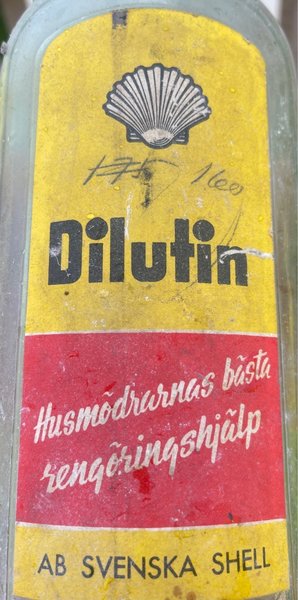 175 160
Dilutin
Husmödrarnas bästa
rengöringshjälp
AB SVENSKA SHELL